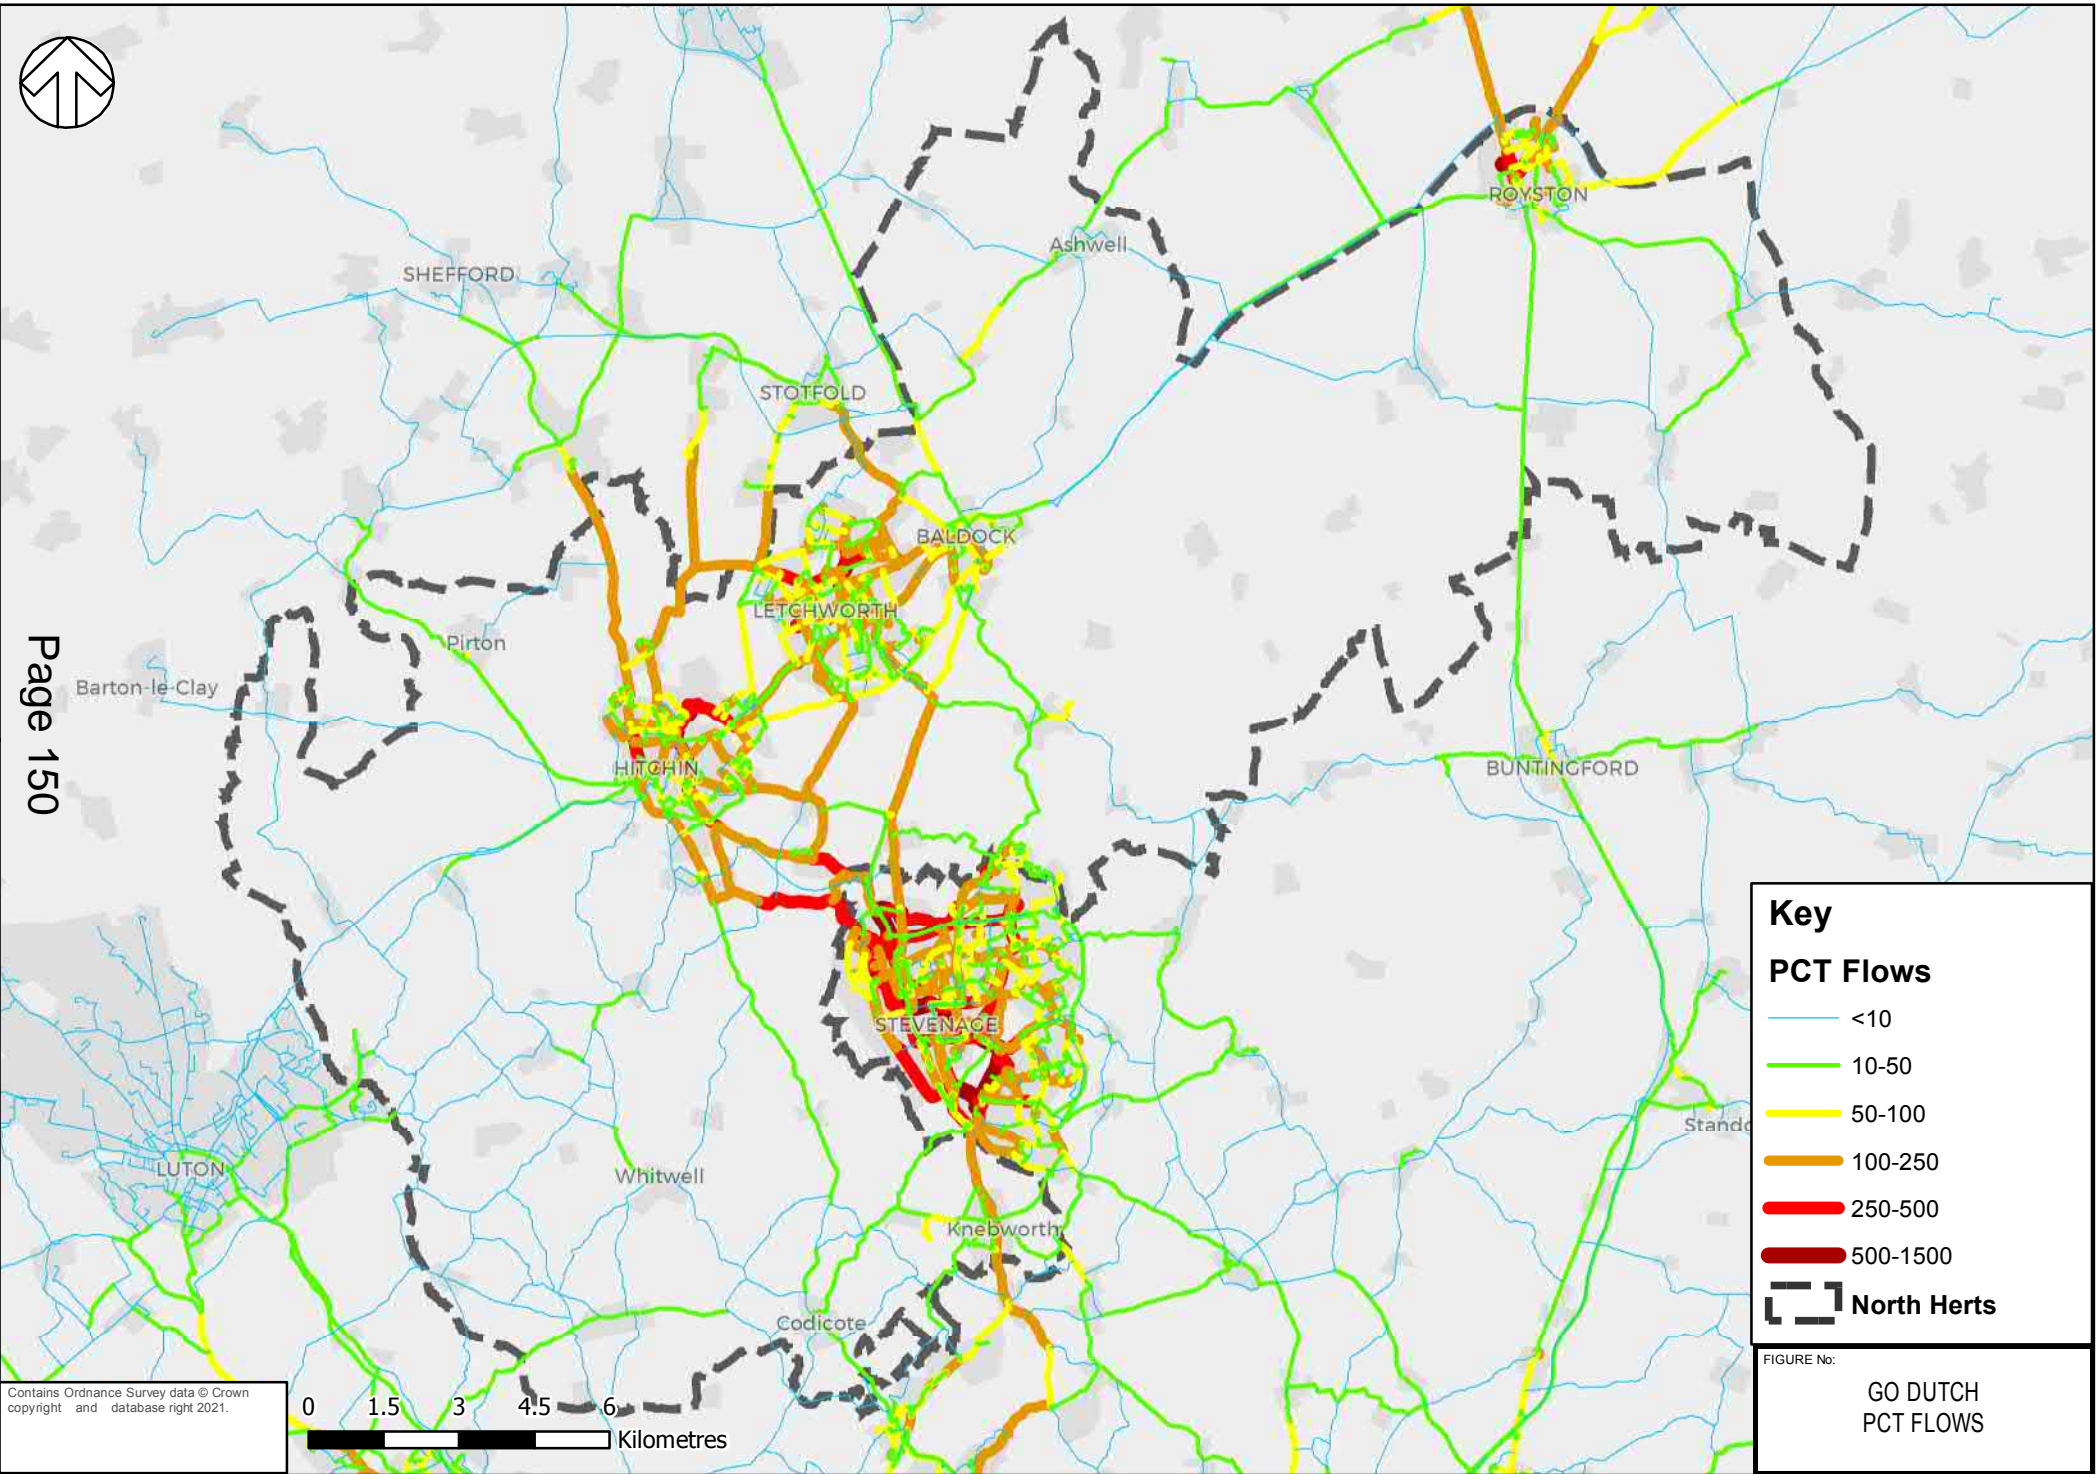 ROYSTON
Ashwell
SHEFFORD
STOTFOLD
BALDOCK
LETCHWORTH
Pirton
Barton-le-Clay
Page 150
HITCHIN
BUNTINGFORD
STEVENAGE
LUTON
Whitwell
Knebworth
Codicote
Key
PCT Flows
<10
10-50
50-100
100-250
250-500
500-1500
North Herts
FIGURE No:
GO DUTCH
PCT FLOWS
Contains Ordnance Survey data © Crown
copyright and database right 2021.
0 1.5 3 4.5 6
Kilometres